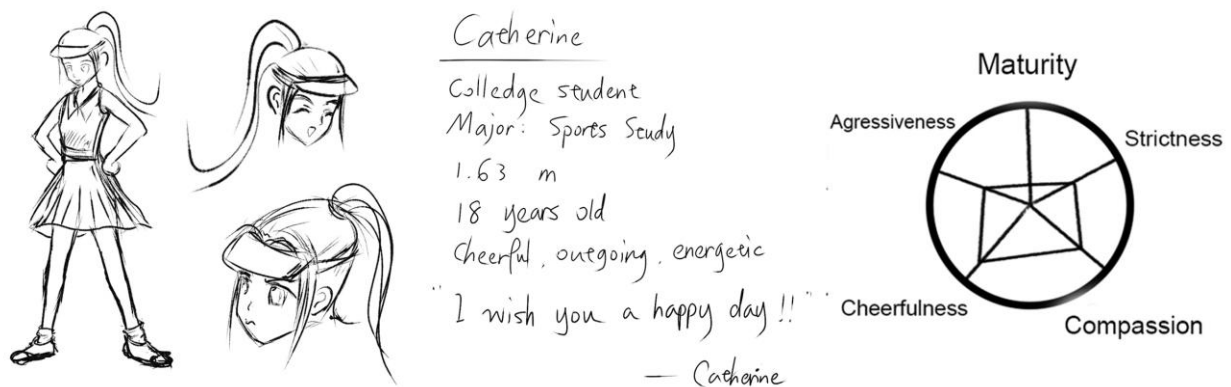 Catherine
Colledge student
Major: Sports Study
1.63 m
18 years old
Cheerful, outgoing, energetic
"I wish you a happy day!!"
— Catherine
Maturity
Agressiveness
Strictness
Cheerfulness
Compassion